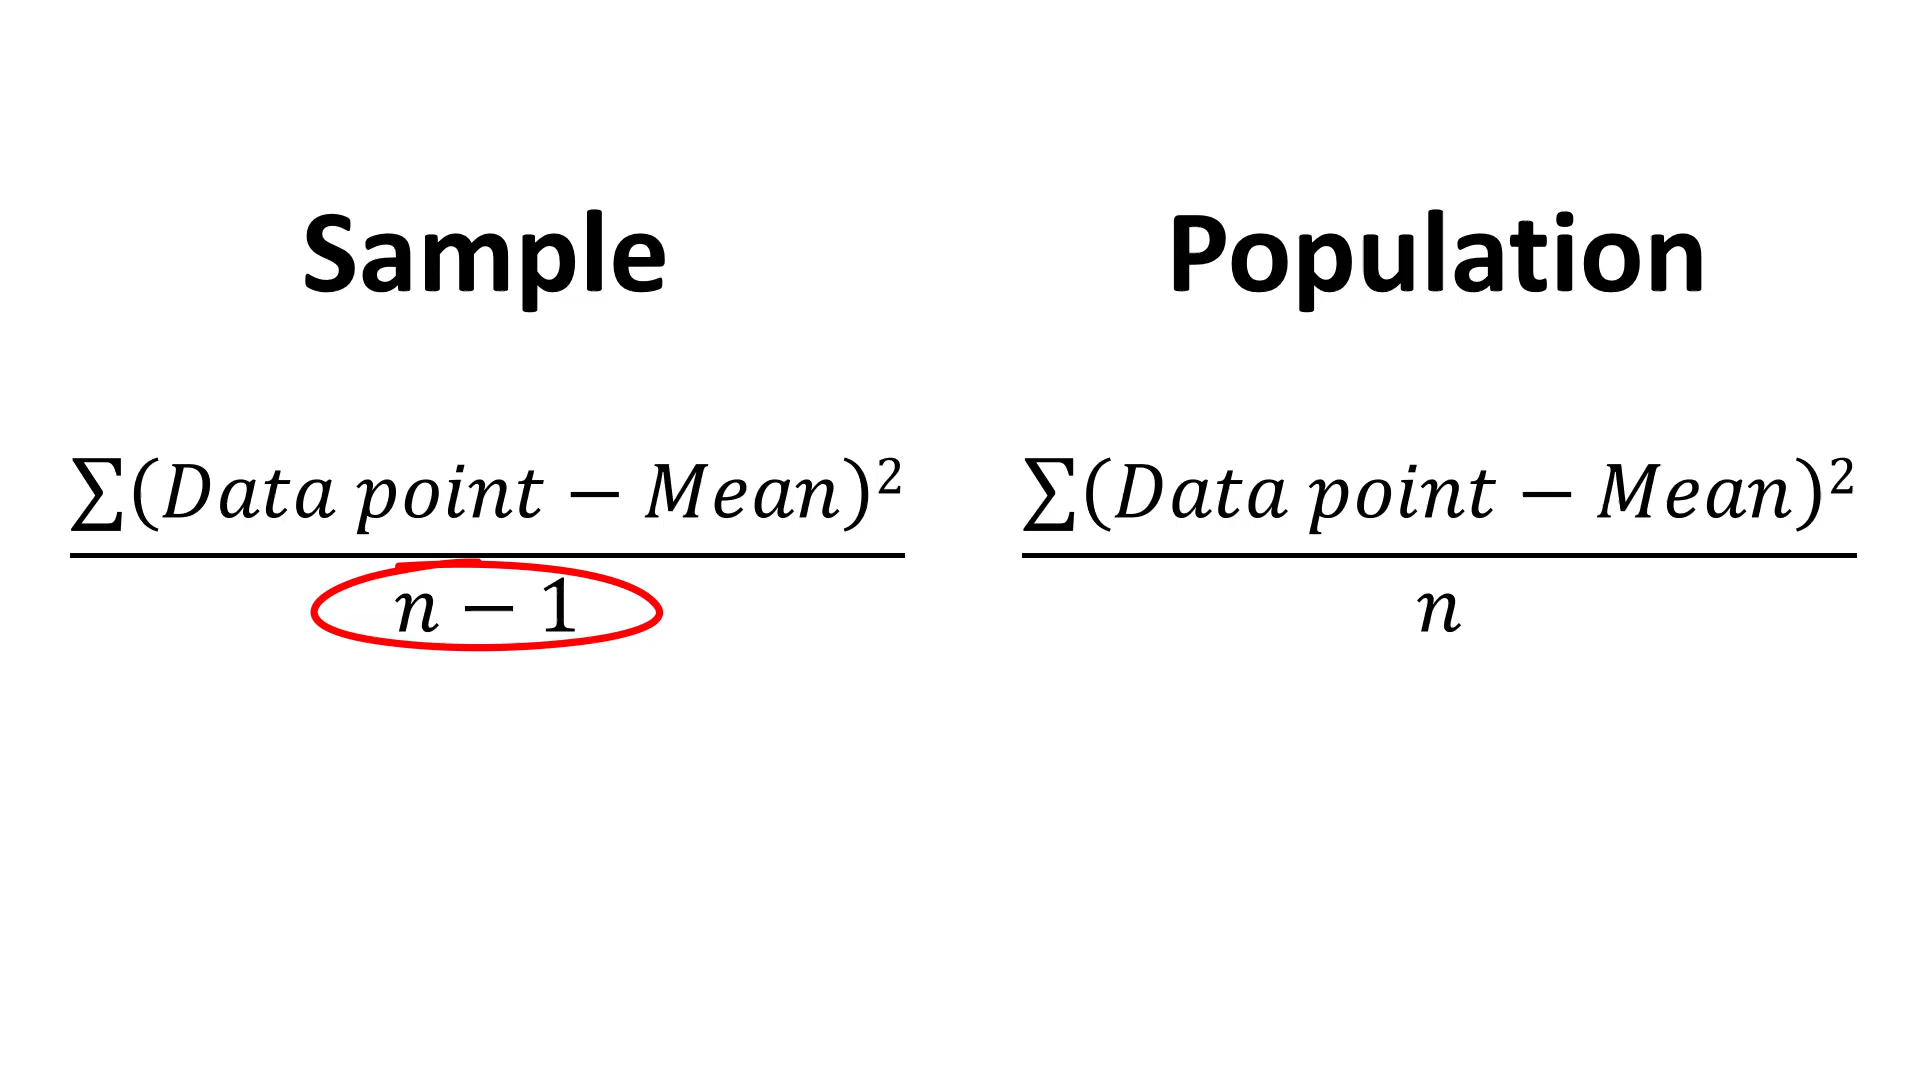 Sample
Population
∑(Data point − Mean)²
n − 1
∑(Data point − Mean)²
n